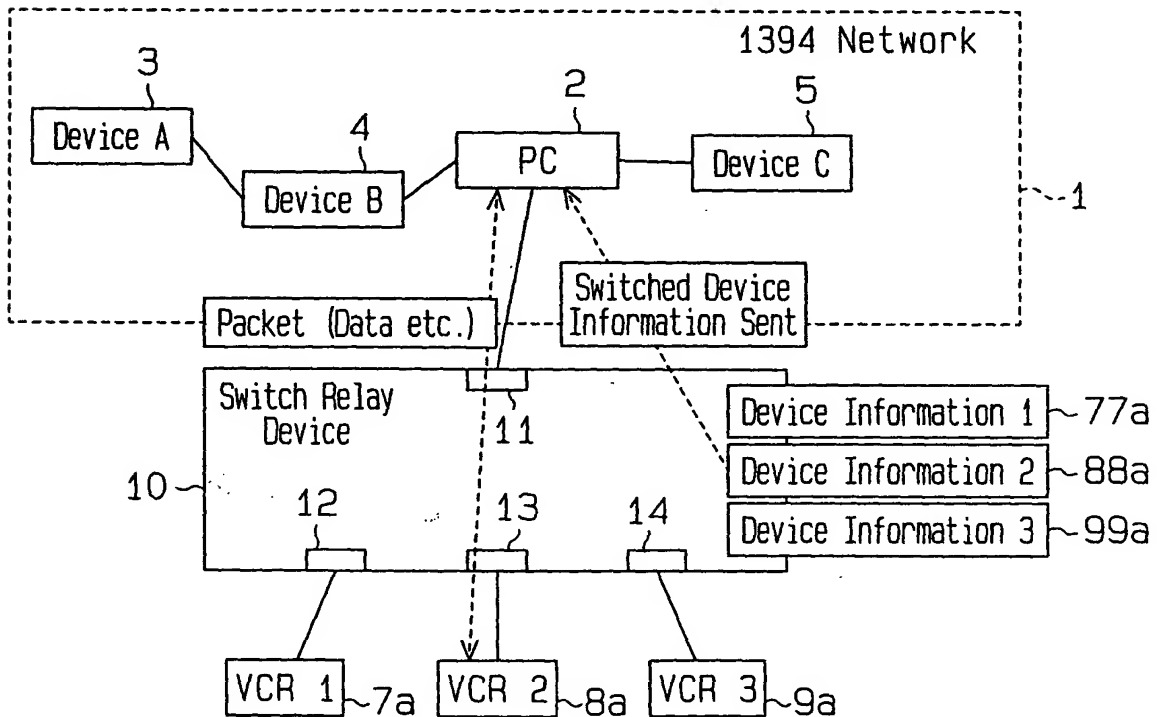 1394 Network
3
2
5
4
Device A
PC
Device C
Device B
1
Switched Device
Information Sent
Packet (Data etc.)
Switch Relay
Device
11
Device Information 1
77a
Device Information 2
88a
Device Information 3
99a
10
12
13
14
VCR 1
7a
VCR 2
8a
VCR 3
9a